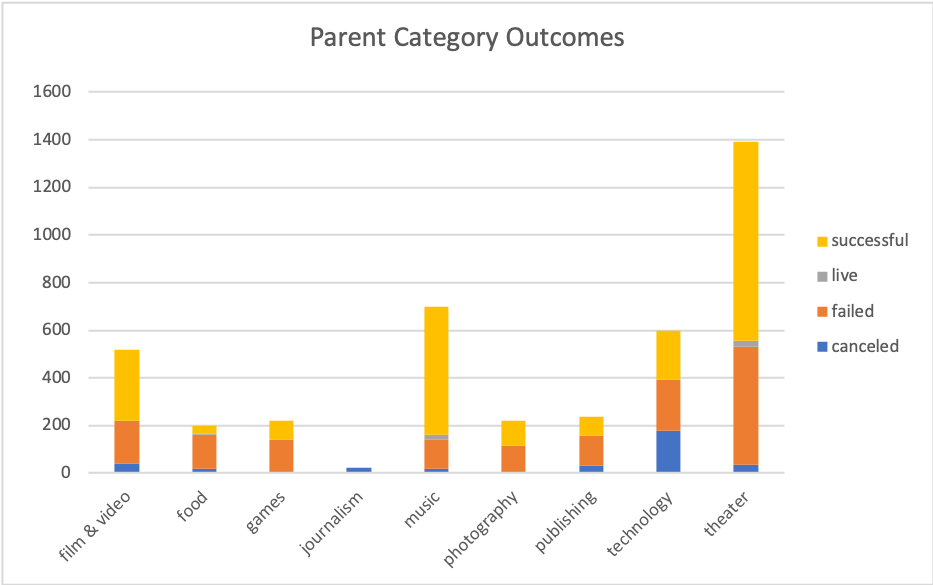 Parent Category Outcomes
1600
1400
1200
1000
800
600
400
200
0
successful
live
failed
canceled
film & video
food
games
journalism
music
photography
publishing
technology
theater